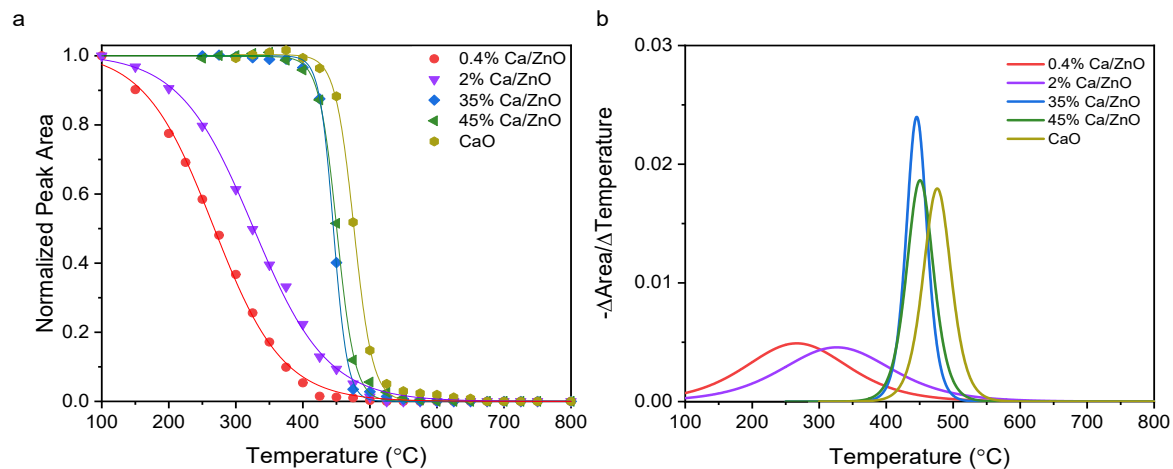 a
Normalized Peak Area
1.0
0.8
0.6
0.4
0.2
0.0
0.4% Ca/ZnO
2% Ca/ZnO
35% Ca/ZnO
45% Ca/ZnO
CaO
100 200 300 400 500 600 700 800
Temperature (°C)
b
-ΔArea/ΔTemperature
0.03
0.02
0.01
0.00
0.4% Ca/ZnO
2% Ca/ZnO
35% Ca/ZnO
45% Ca/ZnO
CaO
100 200 300 400 500 600 700 800
Temperature (°C)